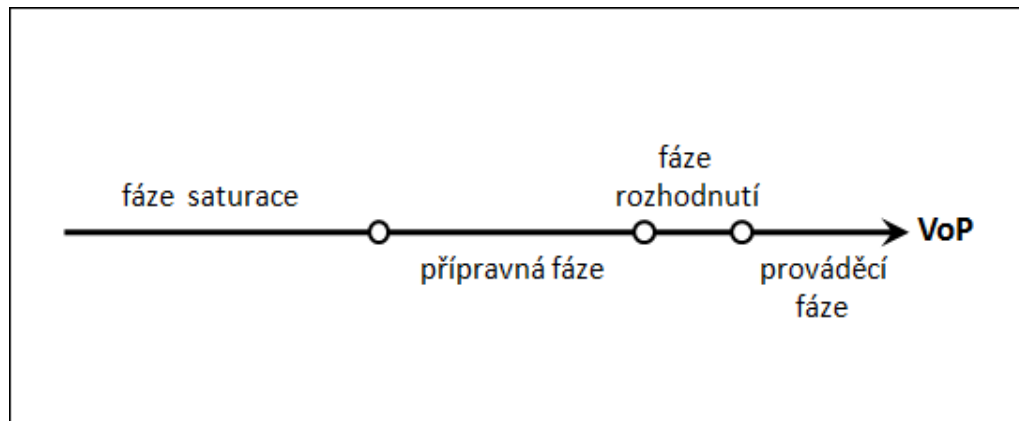 fáze saturace
fáze
rozhodnutí
VoP
přípravná fáze
prováděcí
fáze